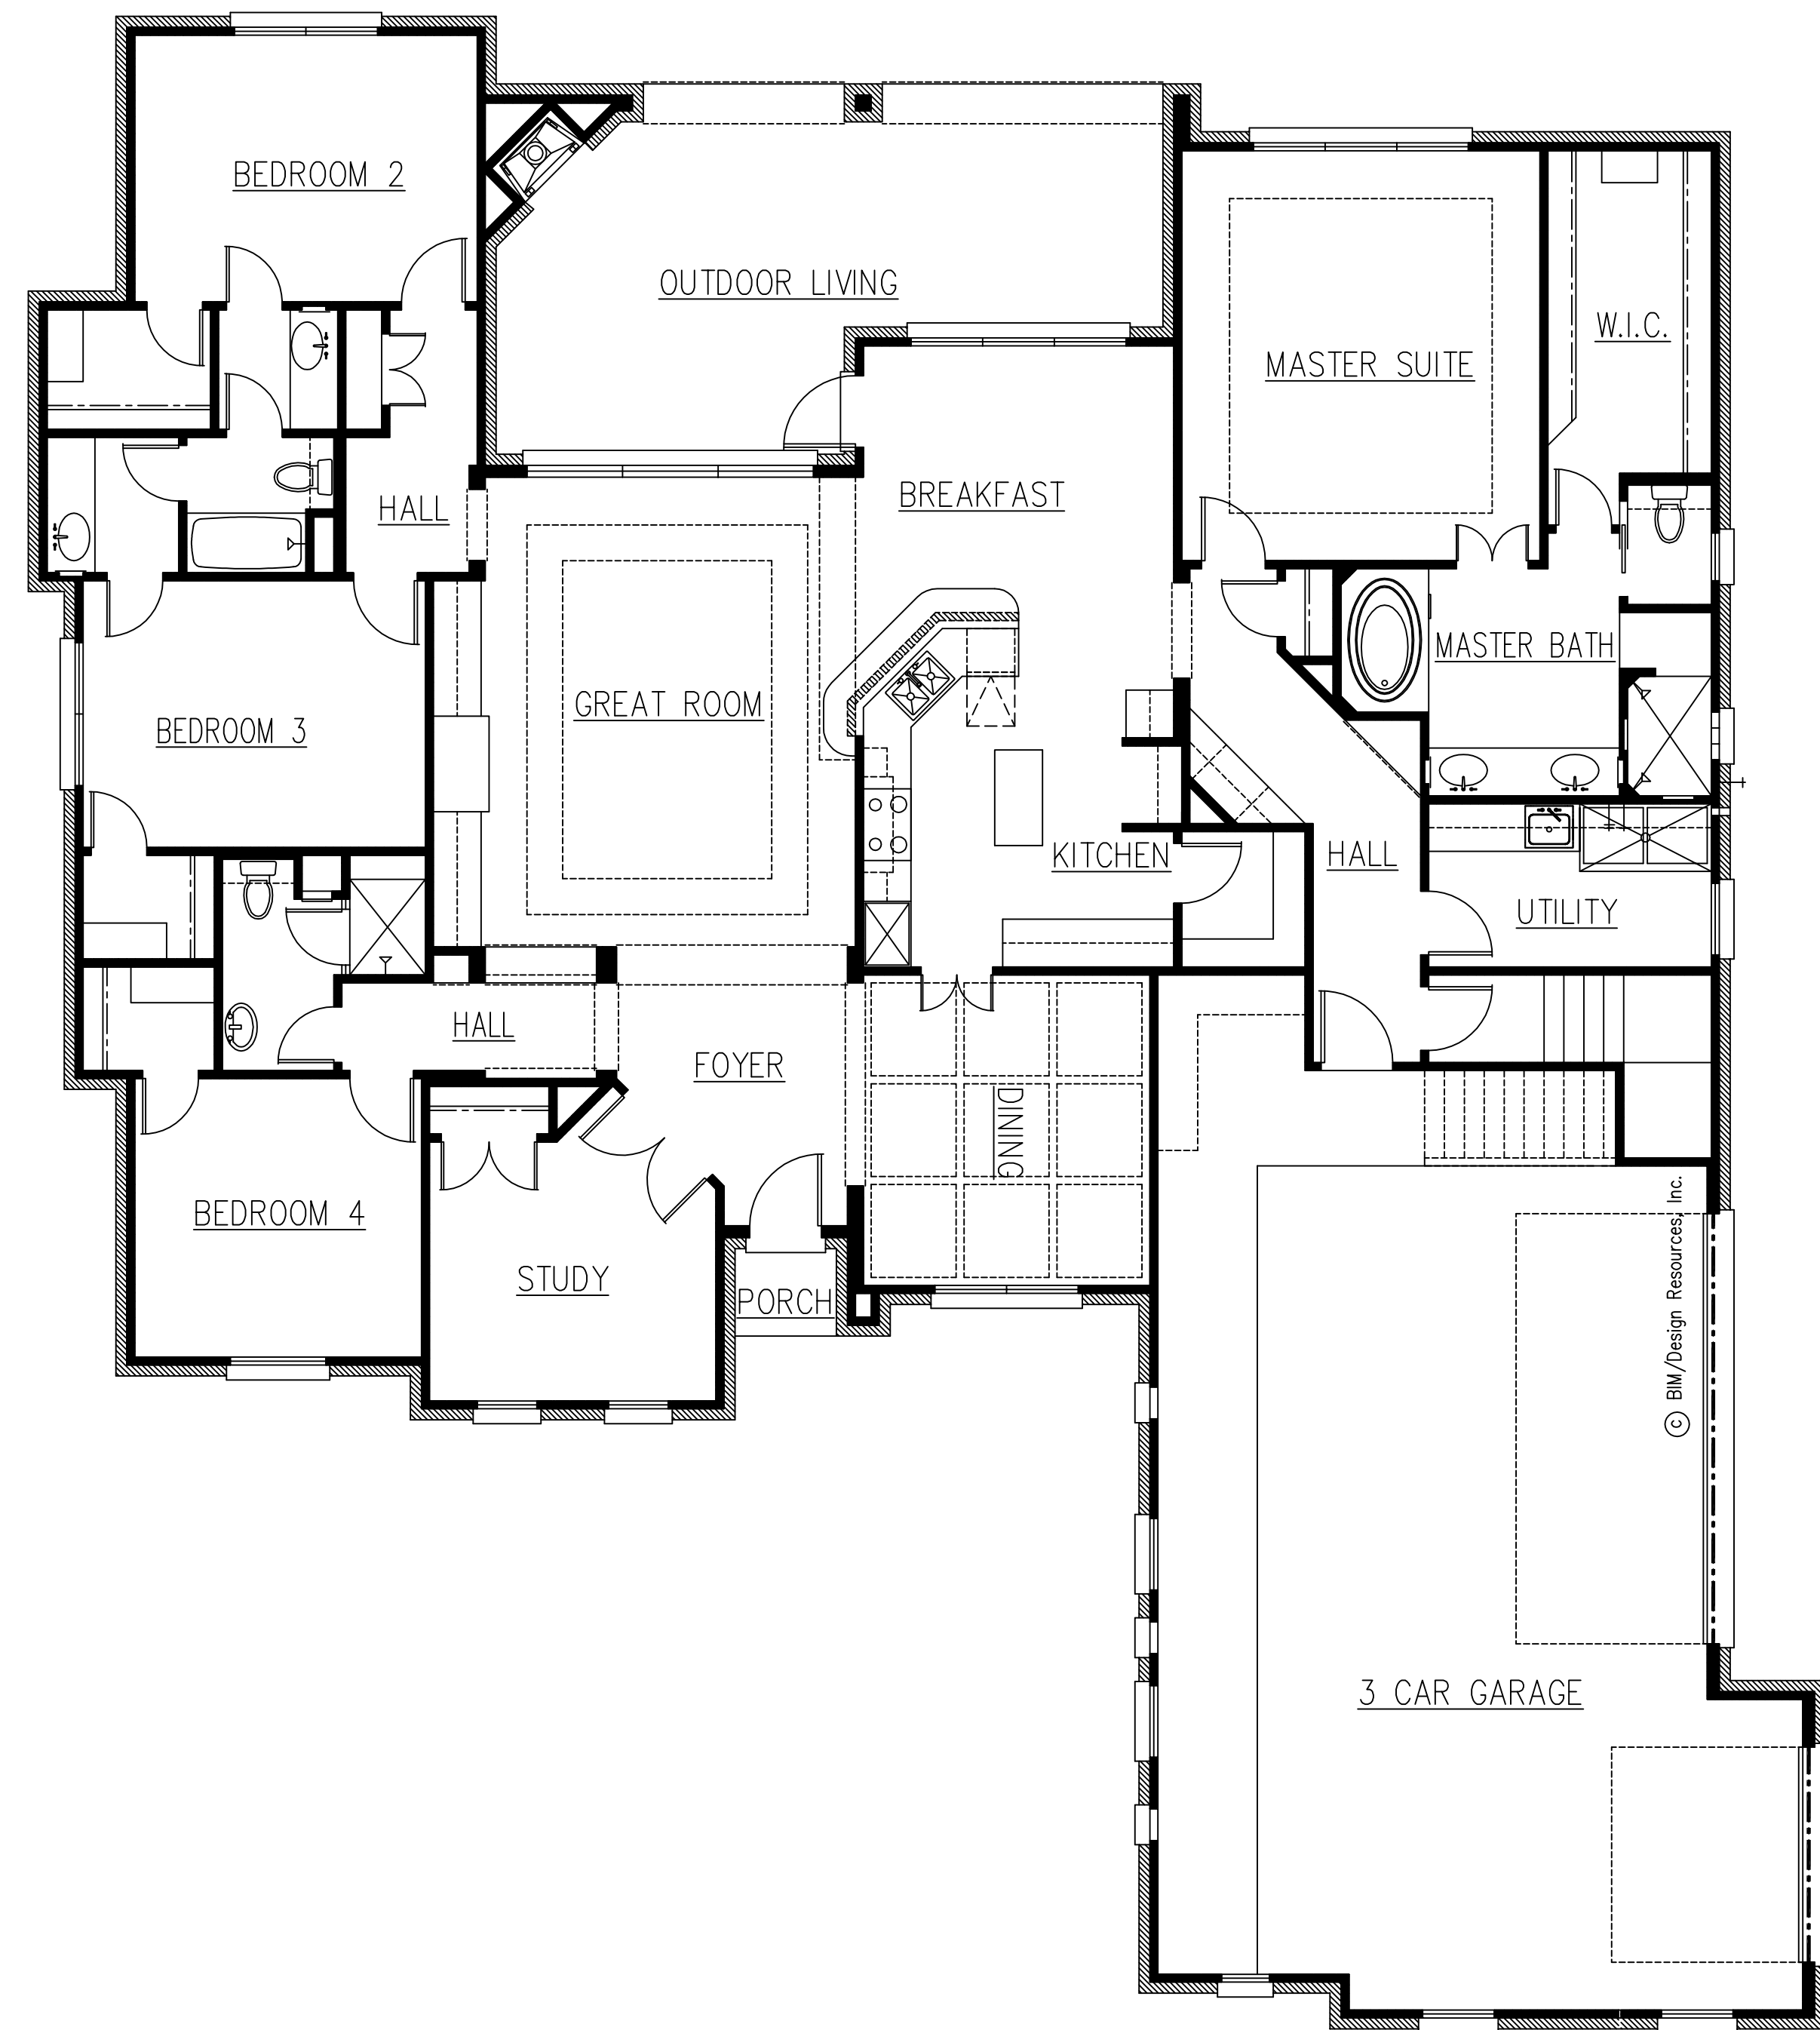 BEDROOM 2
OUTDOOR LIVING
W.I.C.
MASTER SUITE
BREAKFAST
HALL
MASTER BATH
GREAT ROOM
BEDROOM 3
HALL
KITCHEN
UTILITY
HALL
FOYER
DINING
BEDROOM 4
STUDY
PORCH
© BIM/Design Resources, Inc.
3 CAR GARAGE